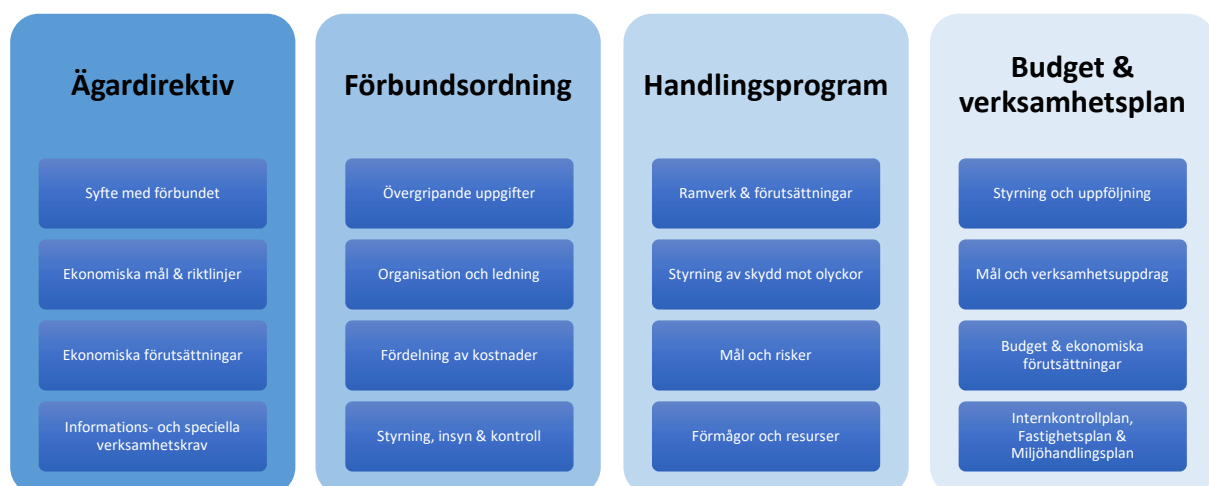 Ägardirektiv
Syfte med förbundet
Ekonomiska mål & riktlinjer
Ekonomiska förutsättningar
Informations- och speciella
verksamhetskrav
Förbundsordning
Övergripande uppgifter
Organisation och ledning
Fördelning av kostnader
Styrning, insyn & kontroll
Handlingsprogram
Ramverk & förutsättningar
Styrning av skydd mot olyckor
Mål och risker
Förmågor och resurser
Budget &
verksamhetsplan
Styrning och uppföljning
Mål och verksamhetsuppdrag
Budget & ekonomiska
förutsättningar
Internkontrollplan,
Fastighetsplan &
Miljöhandlingsplan